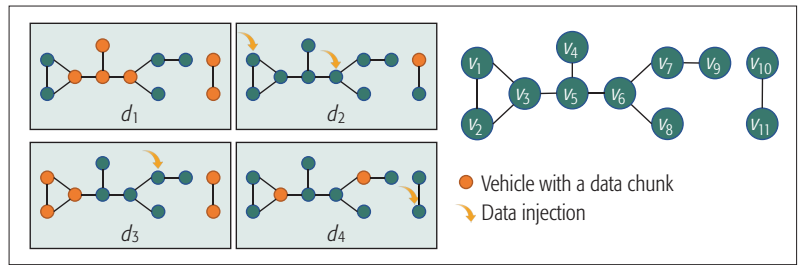 d1
d2
d3
d4
V1
V2
V3
V4
V5
V6
V7
V8
V9
V10
V11
Vehicle with a data chunk
Data injection